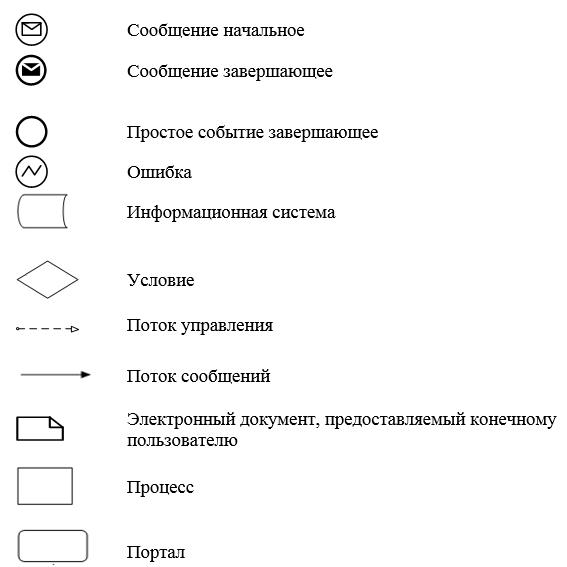 Сообщение начальное
Сообщение завершающее
Простое событие завершающее
Ошибка
Информационная система
Условие
Поток управления
Поток сообщений
Электронный документ, предоставляемый конечному
пользователю
Процесс
Портал